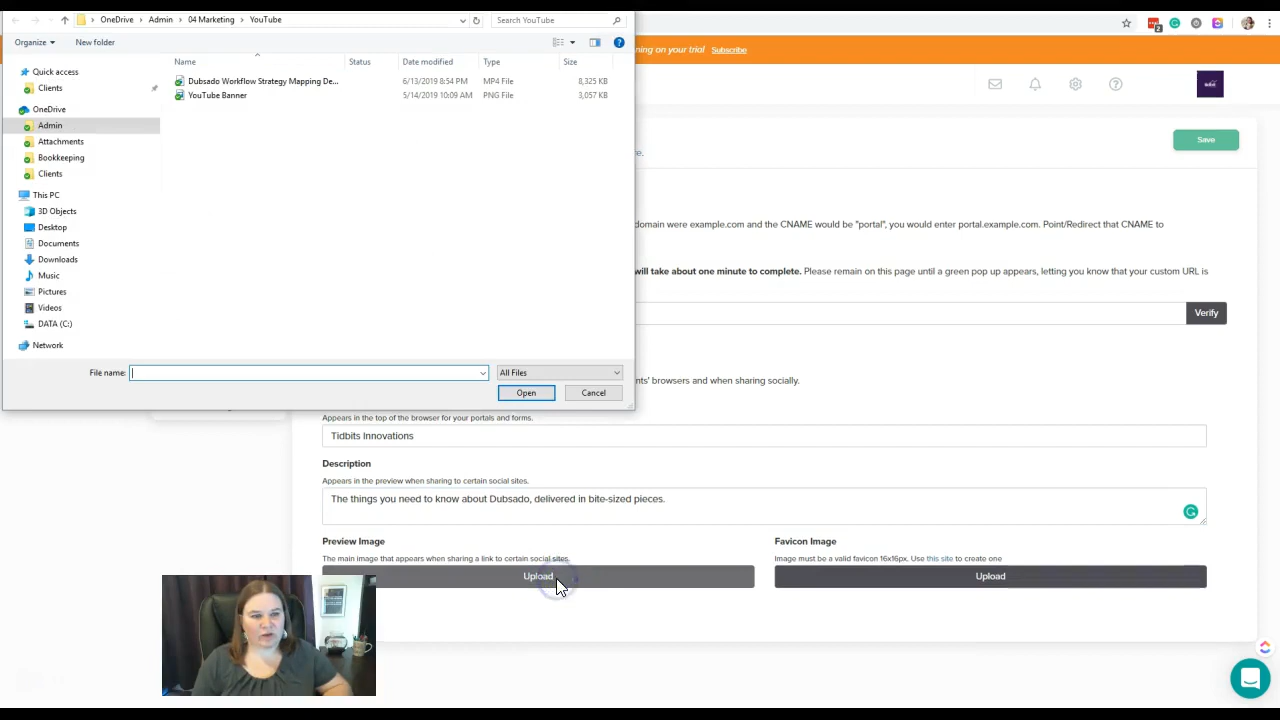 OneDrive > Admin > 04 Marketing > YouTube
Search YouTube
Organize
New folder
Name
Status
Date modified
Type
Size
Quick access
Clients
OneDrive
Admin
Attachments
Bookkeeping
Clients
This PC
3D Objects
Desktop
Documents
Downloads
Music
Pictures
Videos
DATA (C:)
Network
Dubsado Workflow Strategy Mapping De... 6/13/2019 8:54 PM MP4 File 8,325 KB
YouTube Banner 5/14/2019 10:09 AM PNG File 3,057 KB
File name:
All Files
Open
Cancel
2
ning on your trial Subscribe
re.
Save
domain were example.com and the CNAME would be "portal", you would enter portal.example.com. Point/Redirect that CNAME to
will take about one minute to complete. Please remain on this page until a green pop up appears, letting you know that your custom URL is
Verify
nts' browsers and when sharing socially.
Appears in the top of the browser for your portals and forms.
Tidbits Innovations
Description
Appears in the preview when sharing to certain social sites.
The things you need to know about Dubsado, delivered in bite-sized pieces.
Preview Image
The main image that appears when sharing a link to certain social sites.
Upload
Favicon Image
Image must be a valid favicon 16x16px. Use this site to create one
Upload